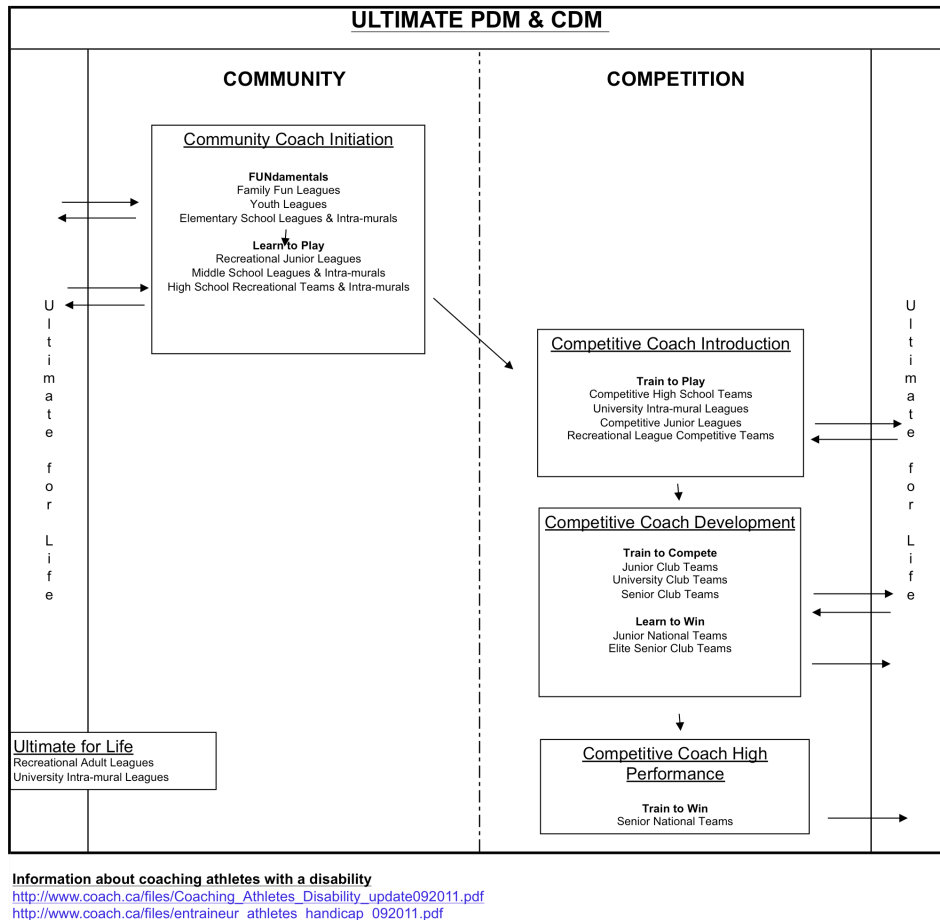 ULTIMATE PDM & CDM
COMMUNITY
COMPETITION
Community Coach Initiation
FUNdamentals
Family Fun Leagues
Youth Leagues
Elementary School Leagues & Intra-murals
Learn to Play
Recreational Junior Leagues
Middle School Leagues & Intra-murals
High School Recreational Teams & Intra-murals
Ultimate for Life
Competitive Coach Introduction
Train to Play
Competitive High School Teams
University Intra-mural Leagues
Competitive Junior Leagues
Recreational League Competitive Teams
Ultimate for Life
Competitive Coach Development
Train to Compete
Junior Club Teams
University Club Teams
Senior Club Teams
Learn to Win
Junior National Teams
Elite Senior Club Teams
Ultimate for Life
Recreational Adult Leagues
University Intra-mural Leagues
Competitive Coach High
Performance
Train to Win
Senior National Teams
Information about coaching athletes with a disability
http://www.coach.ca/files/Coaching_Athletes_Disability_update092011.pdf
http://www.coach.ca/files/entraineur_athletes_handicap_092011.pdf